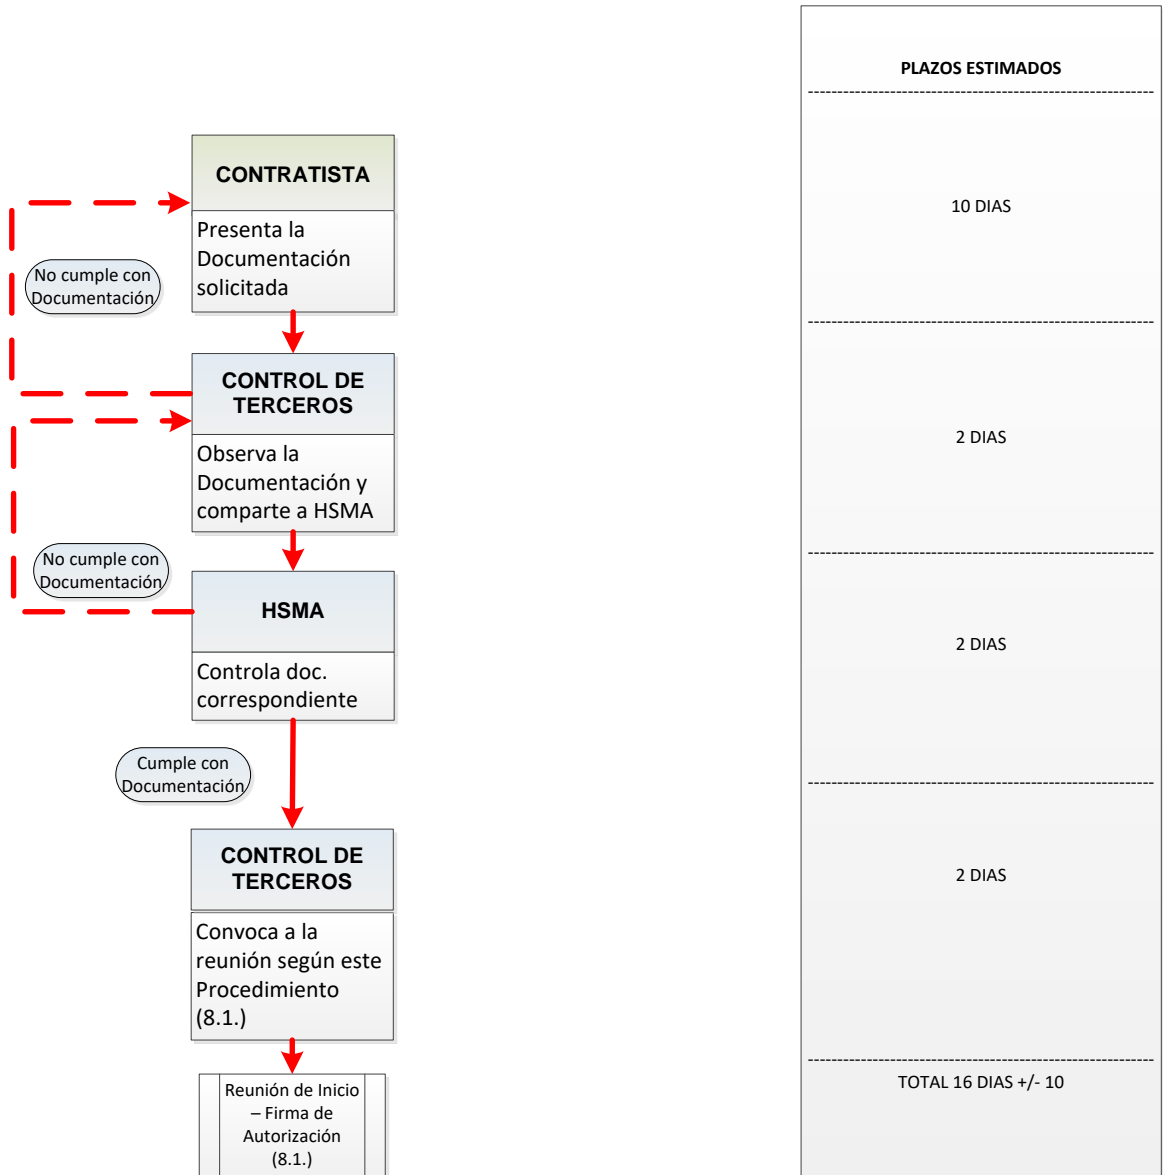 PLAZOS ESTIMADOS
CONTRATISTA
Presenta la
Documentación
solicitada
10 DIAS
No cumple con
Documentación
CONTROL DE
TERCEROS
Observa la
Documentación y
comparte a HSMA
2 DIAS
No cumple con
Documentación
HSMA
Controla doc.
correspondiente
2 DIAS
Cumple con
Documentación
CONTROL DE
TERCEROS
Convoca a la
reunión según este
Procedimiento
(8.1.)
2 DIAS
Reunión de Inicio
– Firma de
Autorización
(8.1.)
TOTAL 16 DIAS +/- 10